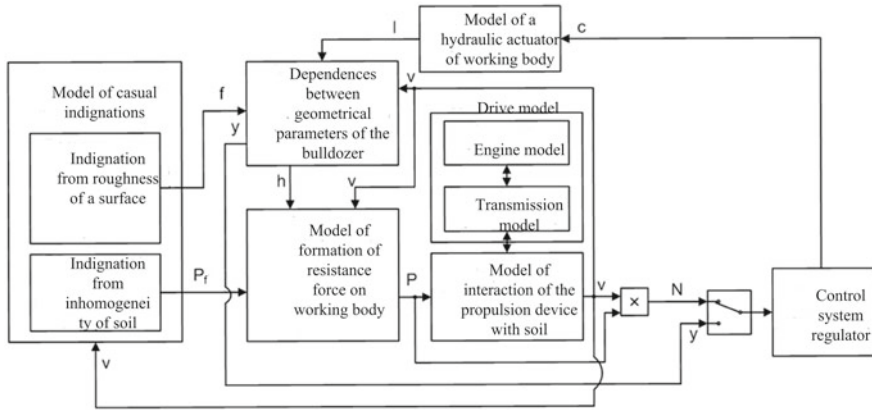 Model of a
hydraulic actuator
of working body
l
c
Model of casual
indignations
f
y
Dependences
between
geometrical
parameters of the
bulldozer
v
Drive model
Engine model
Transmission
model
Indignation
from roughness
of a surface
h
v
Indignation
from
inhomogenei
ty of soil
Pf
Model of
formation of
resistance
force on
working body
P
Model of
interaction of the
propulsion device
with soil
v
×
N
y
Control
system
regulator
v